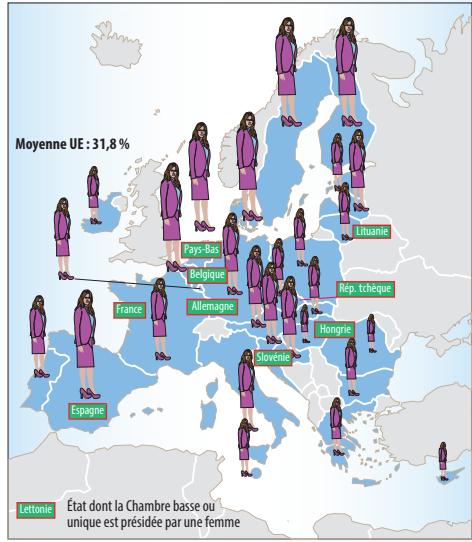 Moyenne UE : 31,8 %
Lituanie
Pays-Bas
Belgique
Rép. tchèque
France
Allemagne
Hongrie
Slovénie
Espagne
Lettonie
État dont la Chambre basse ou
unique est présidée par une femme